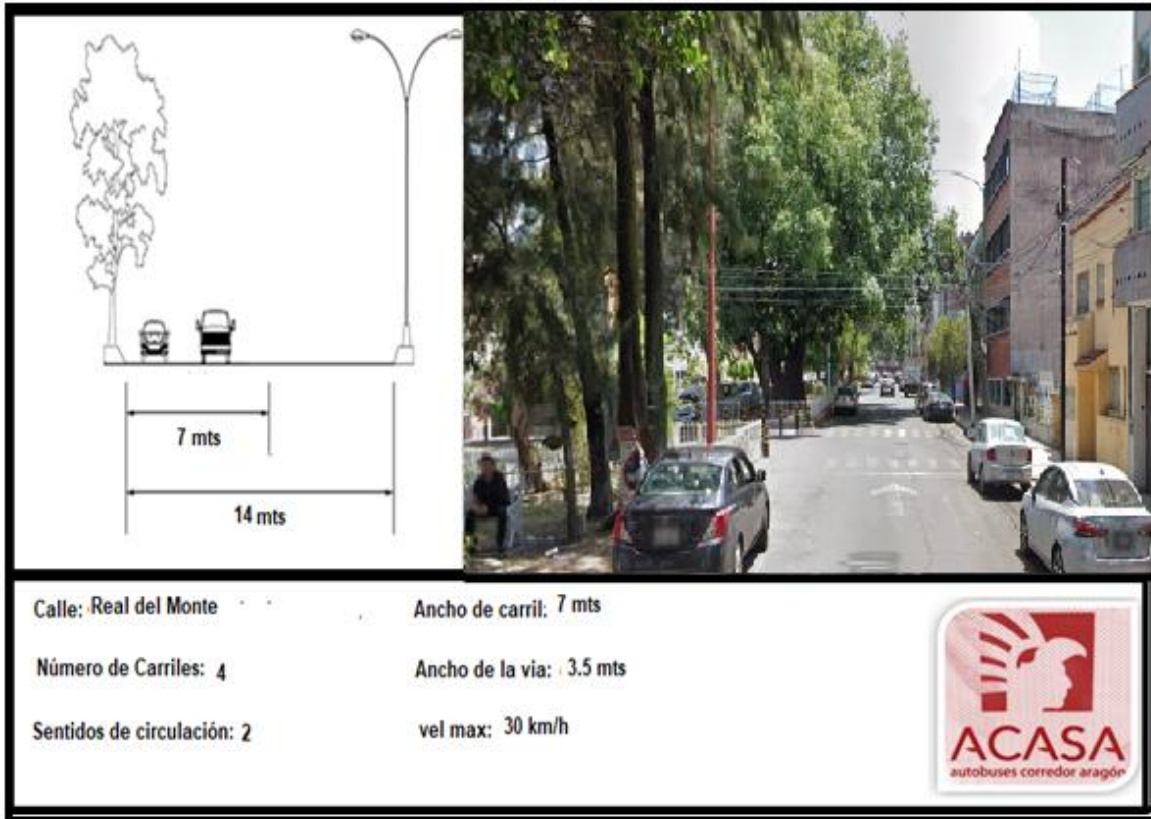 7 mts
14 mts
Calle: Real del Monte
Ancho de carril: 7 mts
Número de Carriles: 4
Ancho de la via: 3.5 mts
Sentidos de circulación: 2
vel max: 30 km/h
ACASA
autobuses corredor aragón